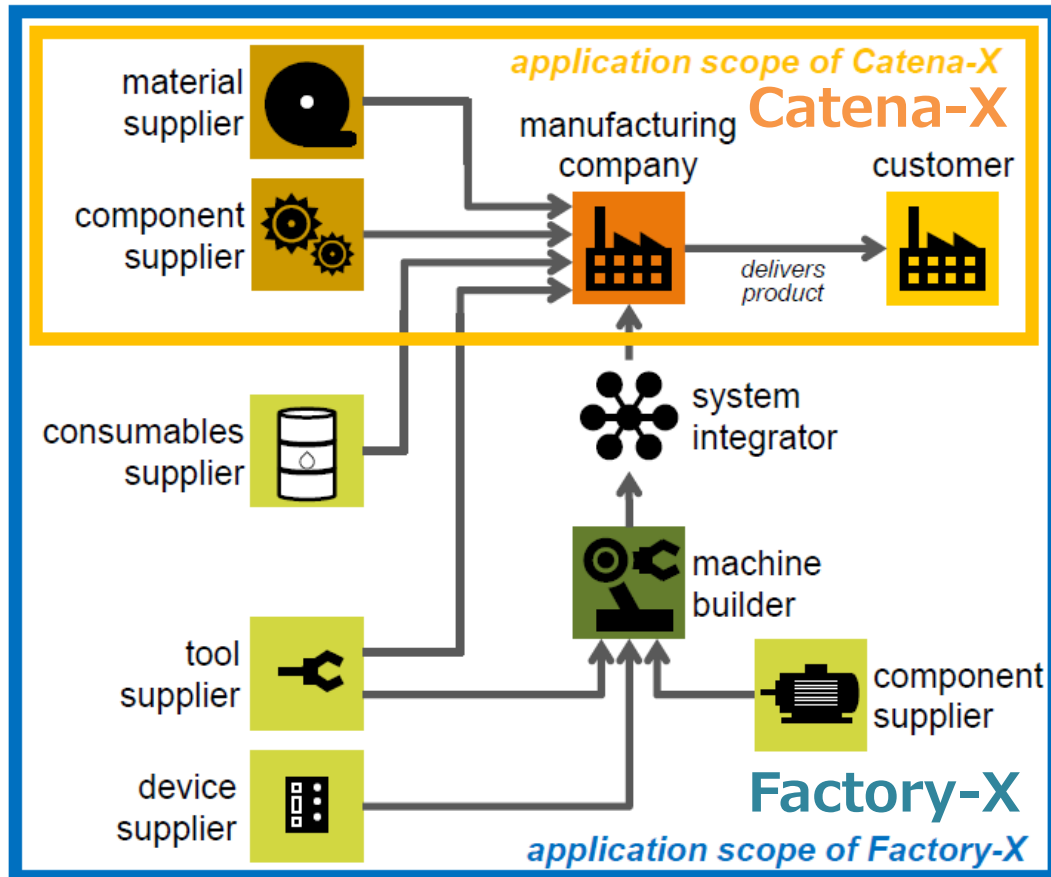 application scope of Catena-X
Catena-X
material
supplier
manufacturing
company
customer
component
supplier
delivers
product
consumables
supplier
system
integrator
machine
builder
tool
supplier
component
supplier
device
supplier
Factory-X
application scope of Factory-X